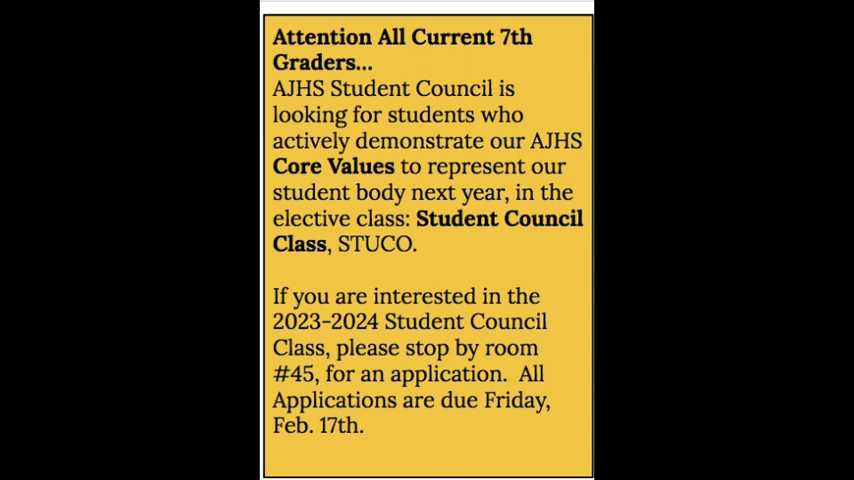 Attention All Current 7th
Graders...
AJHS Student Council is
looking for students who
actively demonstrate our AJHS
Core Values to represent our
student body next year, in the
elective class: Student Council
Class, STUCO.
If you are interested in the
2023-2024 Student Council
Class, please stop by room
#45, for an application.  All
Applications are due Friday,
Feb. 17th.